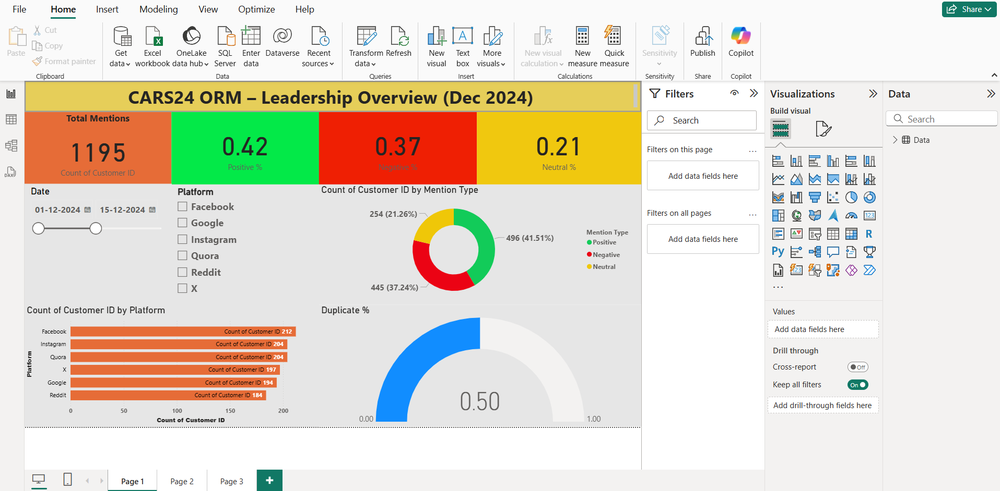 File Home Insert Modeling View Optimize Help
Share
Paste
Cut
Copy
Format painter
Clipboard
Get data
Excel workbook
OneLake data hub
SQL Server
Enter data
Dataverse
Recent sources
Data
Transform data
Refresh
Queries
New visual
Text box
A
More visuals
Insert
New visual calculation
New measure
Quick measure
Calculations
Sensitivity
Sensitivity
Publish
Share
Copilot
Copilot
DAX
CARS24 ORM – Leadership Overview (Dec 2024)
Total Mentions
1195
Count of Customer ID
0.42
Positive %
0.37
Negative %
0.21
Neutral %
Date
01-12-2024 15-12-2024
Platform
Facebook
Google
Instagram
Quora
Reddit
X
Count of Customer ID by Mention Type
254 (21.26%)
496 (41.51%)
445 (37.24%)
Mention Type
Positive
Negative
Neutral
Count of Customer ID by Platform
Platform
Facebook Count of Customer ID 212
Instagram Count of Customer ID 204
Quora Count of Customer ID 204
X Count of Customer ID 197
Google Count of Customer ID 194
Reddit Count of Customer ID 184
0 50 100 150 200
Count of Customer ID
Duplicate %
0.50
0.00 1.00
Filters
Search
Filters on this page ...
Add data fields here
Filters on all pages ...
Add data fields here
Visualizations
Build visual
123
R
Py
123
...
Values
Add data fields here
Drill through
Cross-report Off
Keep all filters On
Add drill-through fields here
Data
Search
Data
Page 1 Page 2 Page 3 +